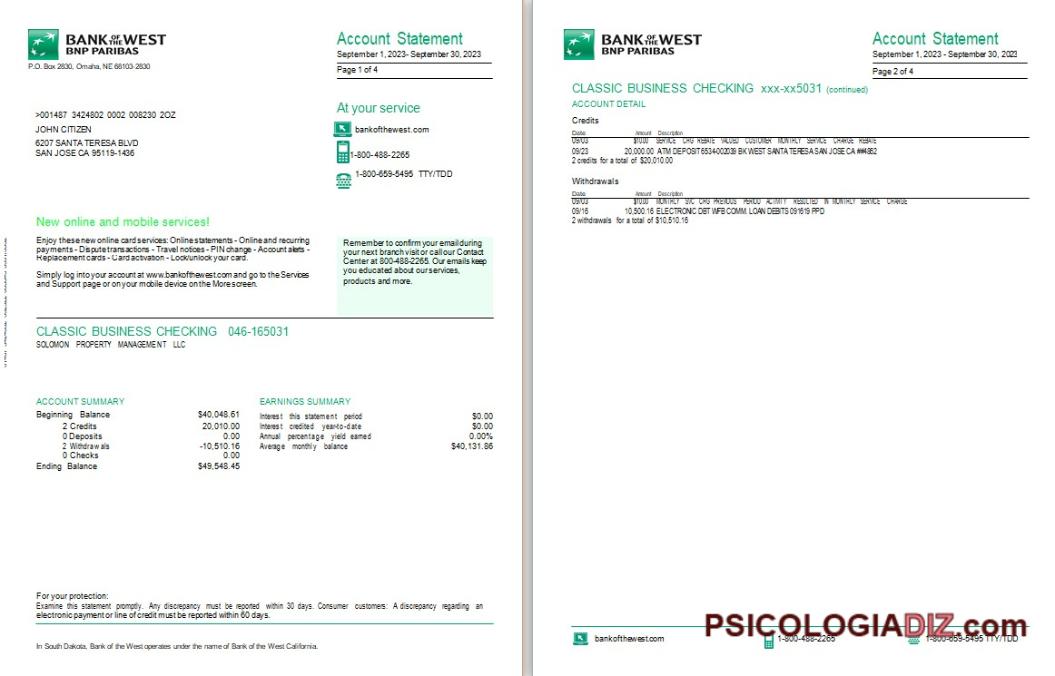 BANK OF THE WEST
BNP PARIBAS
P.O. Box 2830, Omaha, NE 68103-2830
Account Statement
September 1, 2023- September 30, 2023
Page 1 of 4
>001487 3424802 0002 008230 2OZ
JOHN CITIZEN
6207 SANTA TERESA BLVD
SAN JOSE CA 95119-1436
At your service
bankofthewest.com
1-800-488-2265
1-800-659-5495 TTY/TDD
New online and mobile services!
Enjoy these new online card services: Online statements - Online and recurring
payments - Dispute transactions - Travel notices - PIN change - Account alerts -
Replacement cards - Card activation - Lock/unlock your card.
Simply log into your account at www.bankofthewest.com and go to the Services
and Support page or on your mobile device on the More screen.
Remember to confirm your email during
your next branch visit or call our Contact
Center at 800-488-2265. Our emails keep
you educated about our services,
products and more.
CLASSIC BUSINESS CHECKING 046-165031
SOLOMON PROPERTY MANAGEMENT LLC
ACCOUNT SUMMARY
Beginning Balance $40,048.61
2 Credits 20,010.00
0 Deposits 0.00
2 Withdrawals -10,510.16
0 Checks 0.00
Ending Balance $49,548.45
EARNINGS SUMMARY
Interest this statement period $0.00
Interest credited year-to-date $0.00
Annual percentage yield earned 0.00%
Average monthly balance $40,131.86
For your protection:
Examine this statement promptly. Any discrepancy must be reported within 30 days. Consumer customers: A discrepancy regarding an
electronic payment or line of credit must be reported within 60 days.
In South Dakota, Bank of the West operates under the name of Bank of the West California.
BANK OF THE WEST
BNP PARIBAS
Account Statement
September 1, 2023 - September 30, 2023
Page 2 of 4
CLASSIC BUSINESS CHECKING xxx-xx5031 (continued)
ACCOUNT DETAIL
Credits
Date Amount Description
09/03 $10.00 SERVICE CHRG REBATE VALUED CUSTOMER MONTHLY SERVICE CHARGE REBATE
09/23 20,000.00 ATM DEPOSIT 6534-002039 BK WEST SANTA TERESA SAN JOSE CA ###4862
2 credits for a total of $20,010.00
Withdrawals
Date Amount Description
09/03 $10.00 MONTHLY SVC CHG PREVIOUS PERIOD ACTIVITY RESULTED IN MONTHLY SERVICE CHARGE
09/16 10,500.16 ELECTRONIC DBT WFB COMM. LOAN DEBITS 091619 PPD
2 withdrawals for a total of $10,510.16
PSICOLOGIADIZ.com
bankofthewest.com
1-800-488-2265
1-800-659-5495 TTY/TDD